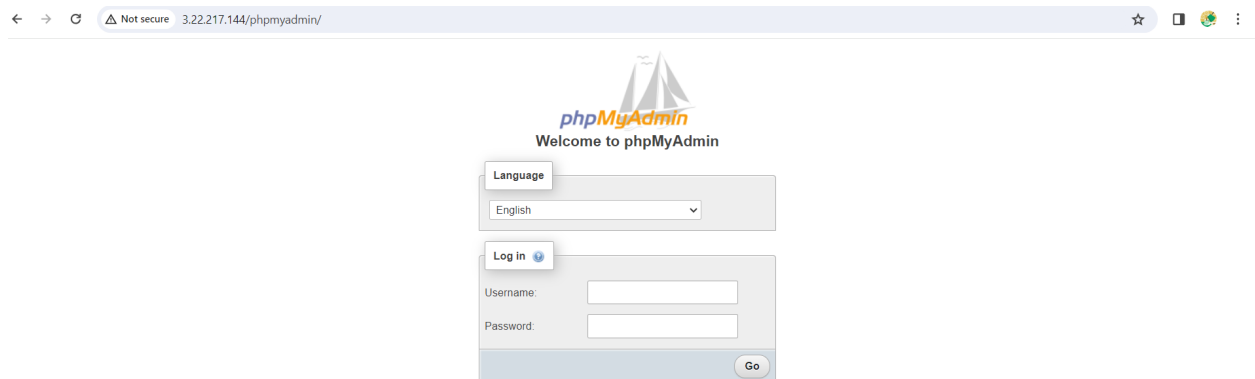 Not secure 3.22.217.144/phpmyadmin/
phpMyAdmin
Welcome to phpMyAdmin
Language
English
Log in
Username:
Password:
Go